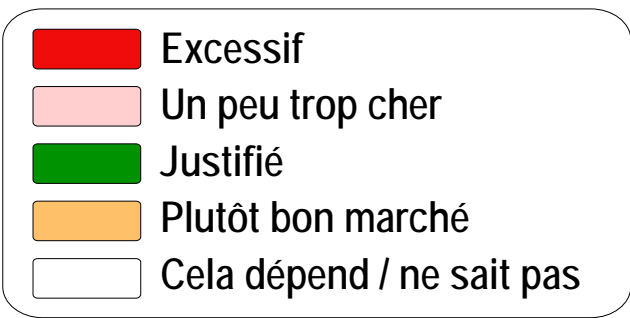 Excessif
Un peu trop cher
Justifié
Plutôt bon marché
Cela dépend / ne sait pas